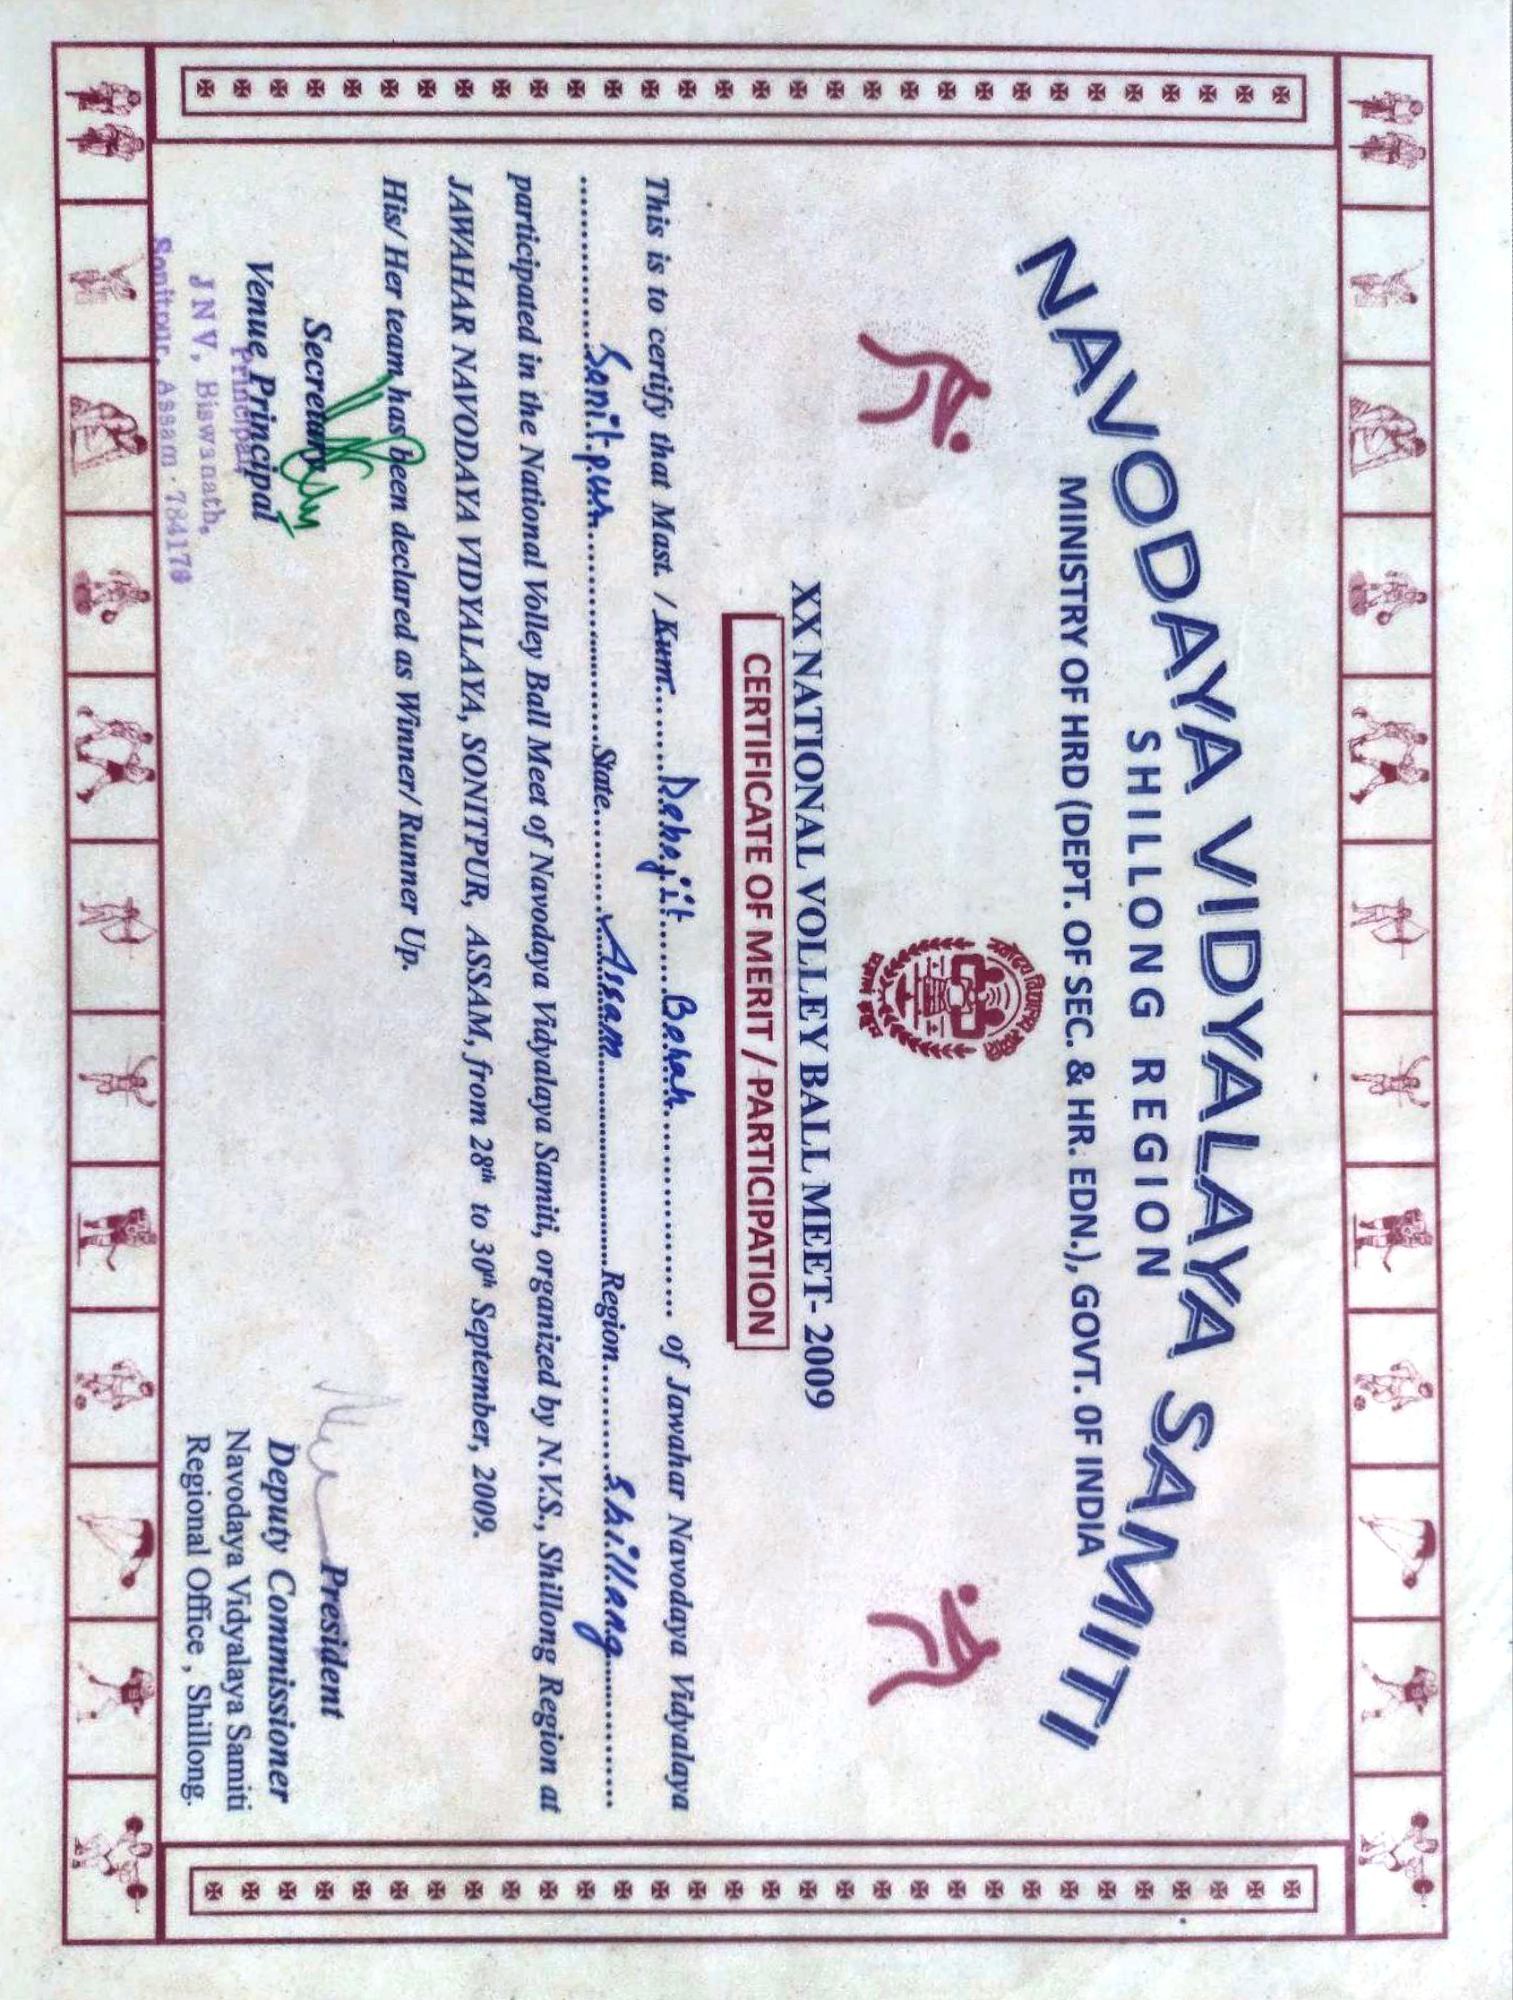 NAVODAYA VIDYALAYA SAMITI
SHILLONG REGION
MINISTRY OF HRD (DEPT. OF SEC. & HR. EDN.), GOVT. OF INDIA
XX NATIONAL VOLLEY BALL MEET- 2009
CERTIFICATE OF MERIT / PARTICIPATION
This is to certify that Mast. / Kum........Debojit......Borah.................. of Jawahar Navodaya Vidyalaya
................Sonitpur.....................State.........Assam........................Region.........Shillong...............
participated in the National Volley Ball Meet of Navodaya Vidyalaya Samiti, organized by N.V.S., Shillong Region at
JAWAHAR NAVODAYA VIDYALAYA, SONITPUR, ASSAM, from 28th to 30th September, 2009.
His/ Her team has been declared as Winner/ Runner Up.
Secretary
Venue Principal
Principal
J N V, Biswanath,
Sonitpur, Assam - 784176
President
Deputy Commissioner
Navodaya Vidyalaya Samiti
Regional Office , Shillong.